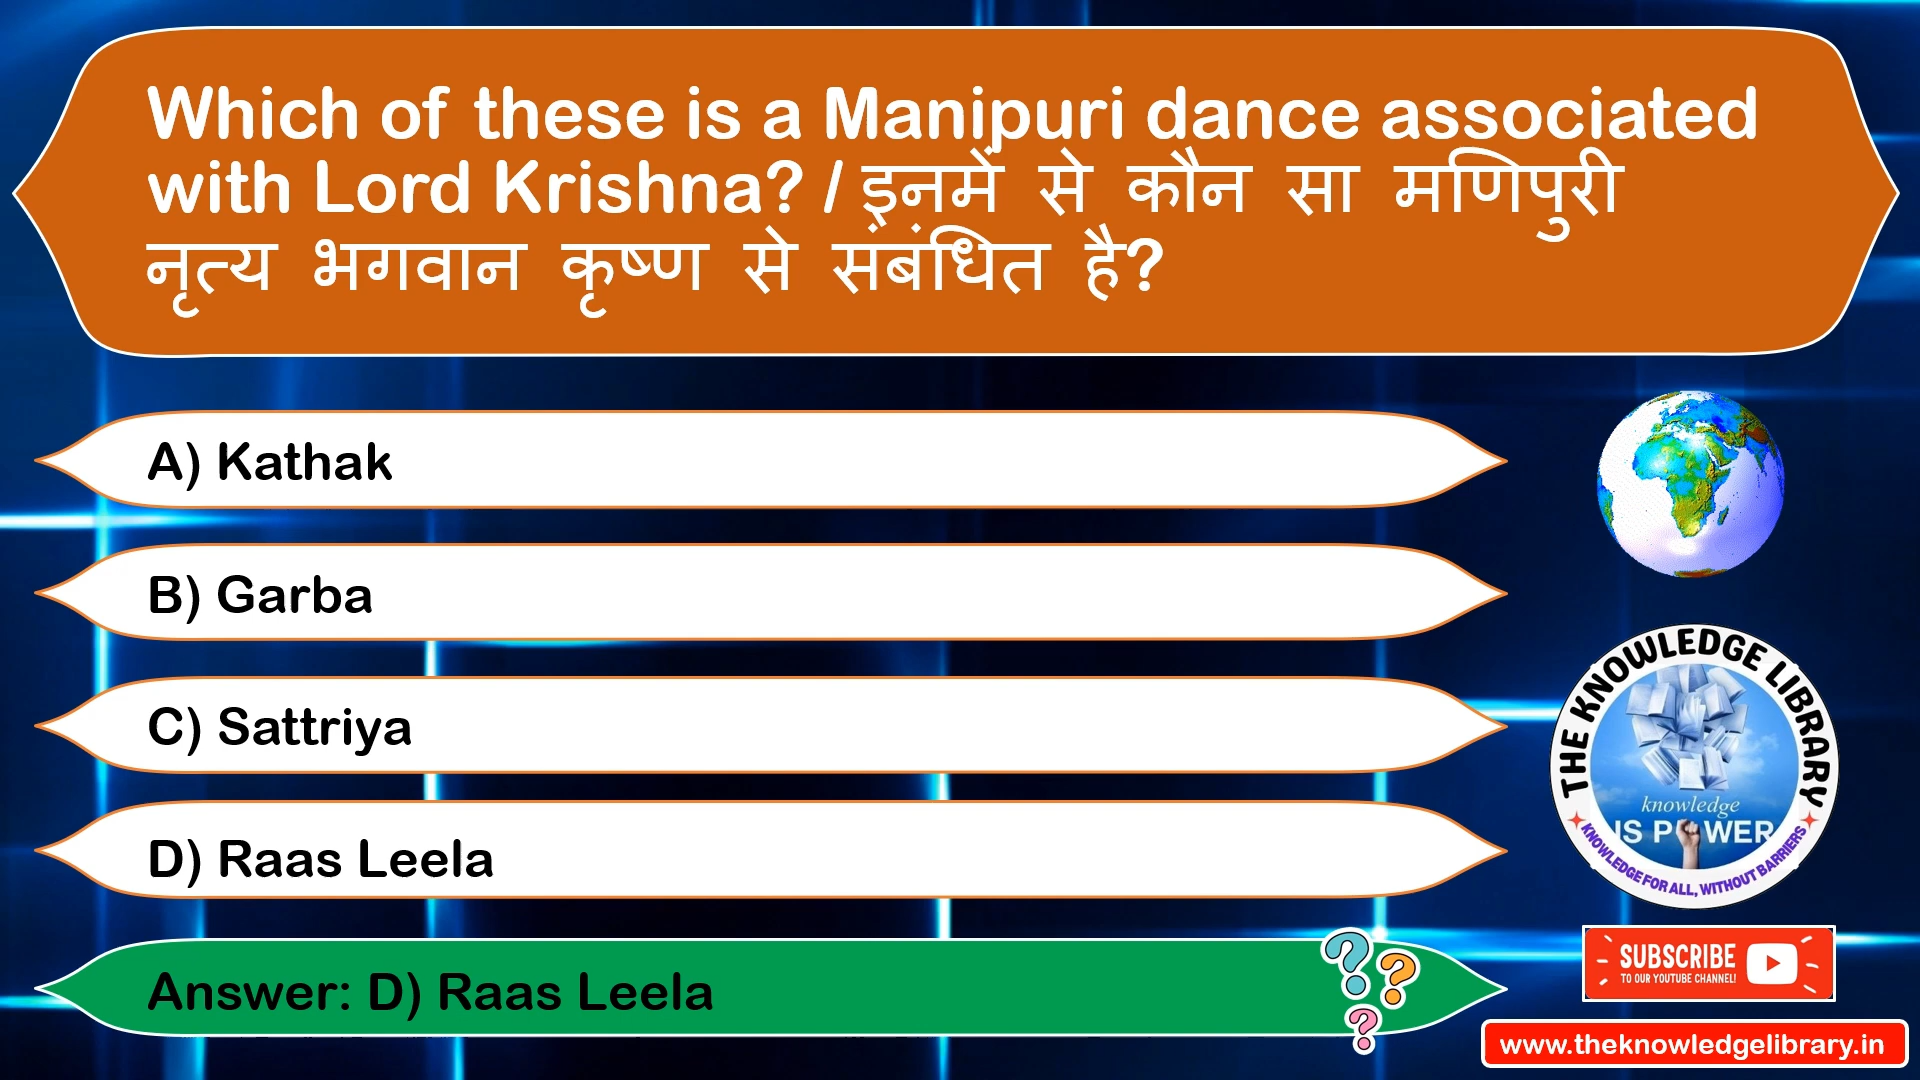 Which of these is a Manipuri dance associated
with Lord Krishna? / इनमें से कौन सा मणिपुरी
नृत्य भगवान कृष्ण से संबंधित है?
A) Kathak
B) Garba
C) Sattriya
D) Raas Leela
Answer: D) Raas Leela
THE KNOWLEDGE LIBRARY
knowledge
IS POWER
KNOWLEDGE FOR ALL, WITHOUT BARRIERS
SUBSCRIBE
TO OUR YOUTUBE CHANNEL!
www.theknowledgelibrary.in